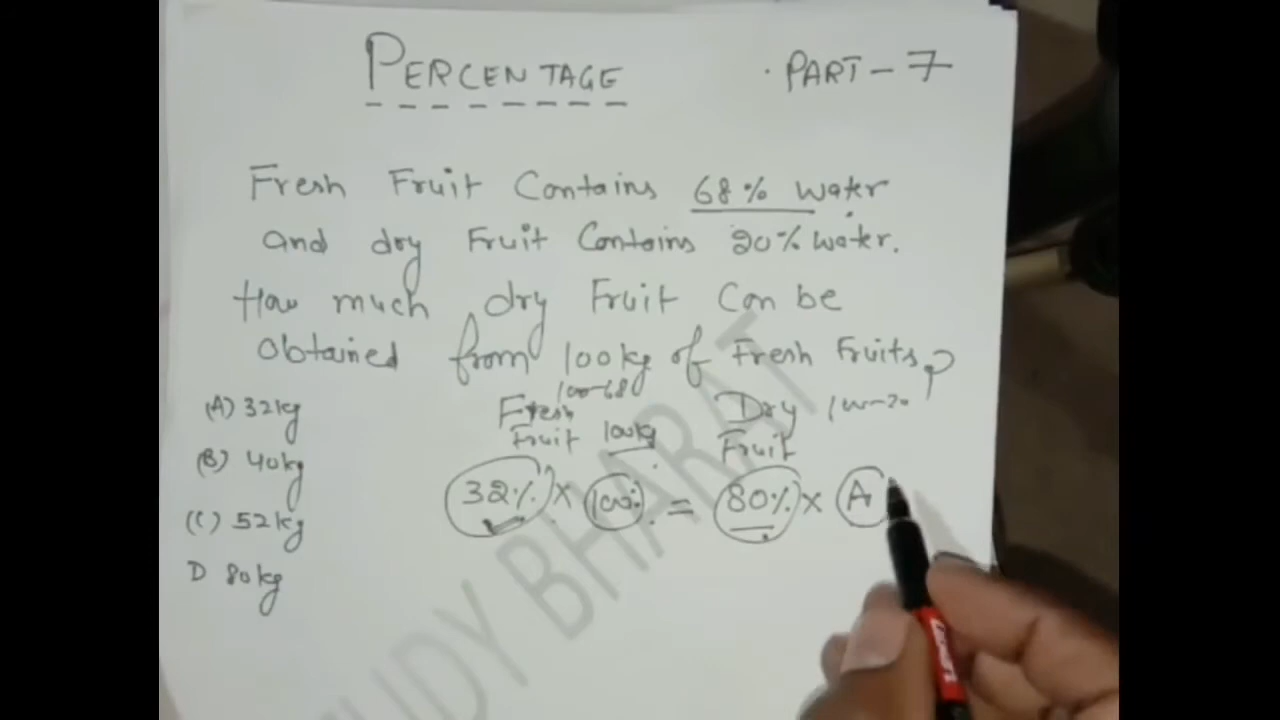 PERCENTAGE
PART-7
Fresh Fruit Contains 68% Water
and dry Fruit Contains 20% Water.
How much dry Fruit Can be
Obtained from 100kg of Fresh Fruits?
(A) 32kg
(B) 40kg
(C) 52kg
D 80kg
100-68
Fresh
Fruit 100kg
Dry 100-20
Fruit
32% × 100 = 80% × A
STUDY BHARAT